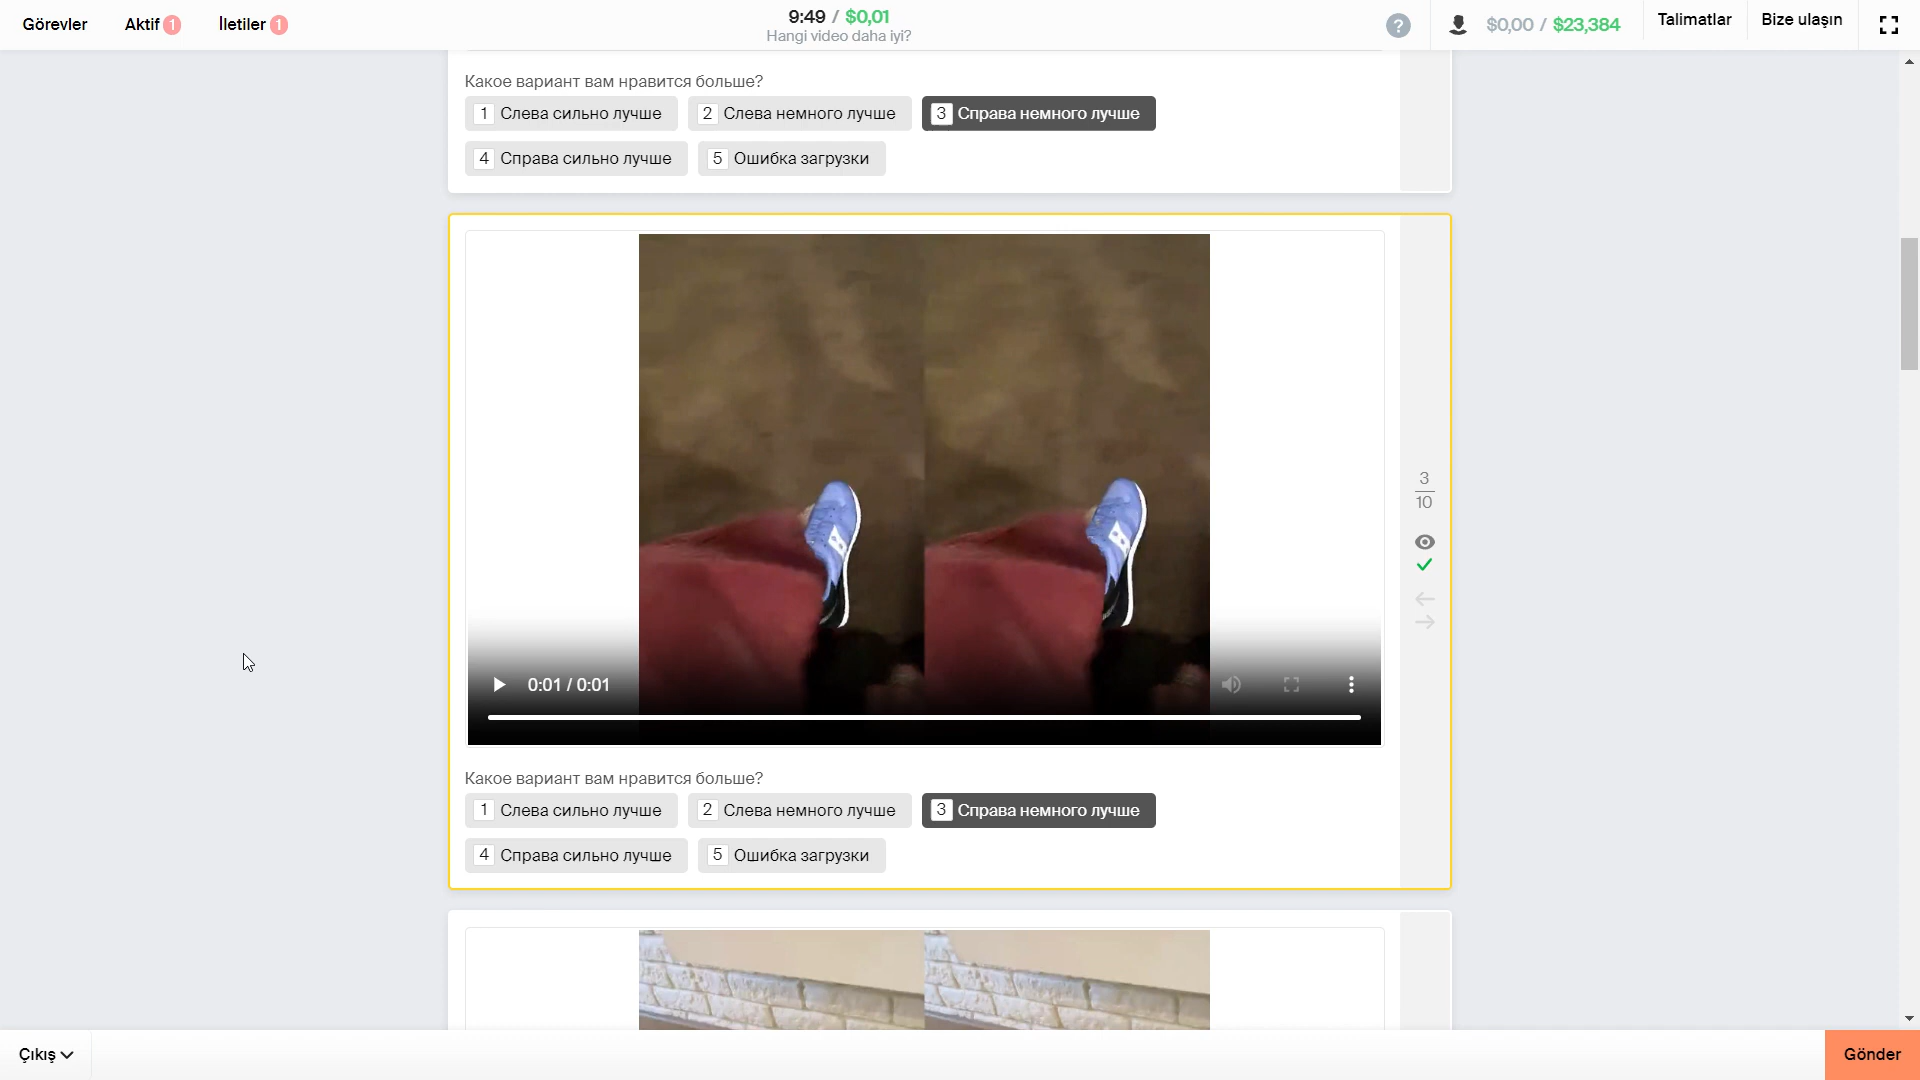 Görevler Aktif 1 İletiler 1 9:49 / $0,01 ? $0,00 / $23,384 Talimatlar Bize ulaşın
Hangi video daha iyi?
Какое вариант вам нравится больше?
1 Слева сильно лучше 2 Слева немного лучше 3 Справа немного лучше
4 Справа сильно лучше 5 Ошибка загрузки
3
10
0:01 / 0:01
Какое вариант вам нравится больше?
1 Слева сильно лучше 2 Слева немного лучше 3 Справа немного лучше
4 Справа сильно лучше 5 Ошибка загрузки
Çıkış Gönder